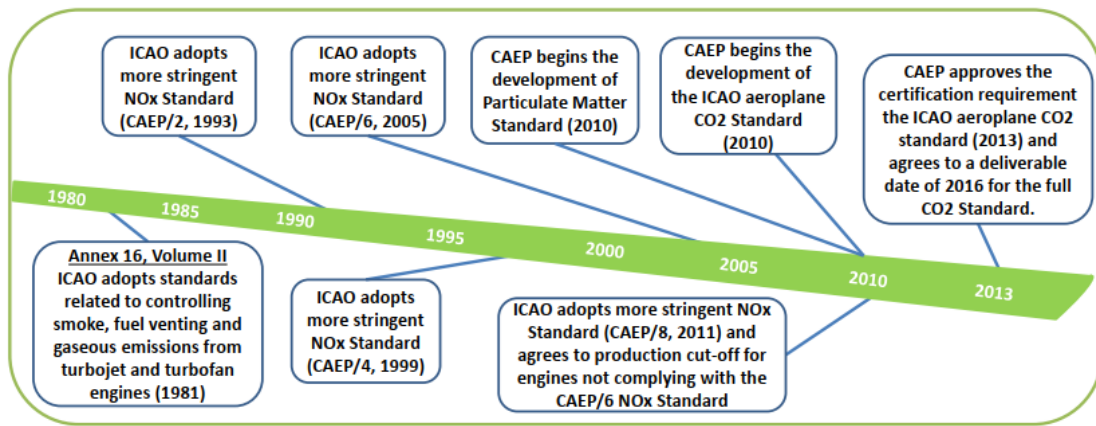 ICAO adopts
more stringent
NOx Standard
(CAEP/2, 1993)
ICAO adopts
more stringent
NOx Standard
(CAEP/6, 2005)
CAEP begins the
development of
Particulate Matter
Standard (2010)
CAEP begins the
development of
the ICAO aeroplane
CO2 Standard
(2010)
CAEP approves the
certification requirement
the ICAO aeroplane CO2
standard (2013) and
agrees to a deliverable
date of 2016 for the full
CO2 Standard.
1980
1985
1990
1995
2000
2005
2010
2013
Annex 16, Volume II
ICAO adopts standards
related to controlling
smoke, fuel venting and
gaseous emissions from
turbojet and turbofan
engines (1981)
ICAO adopts
more stringent
NOx Standard
(CAEP/4, 1999)
ICAO adopts more stringent NOx
Standard (CAEP/8, 2011) and
agrees to production cut-off for
engines not complying with the
CAEP/6 NOx Standard